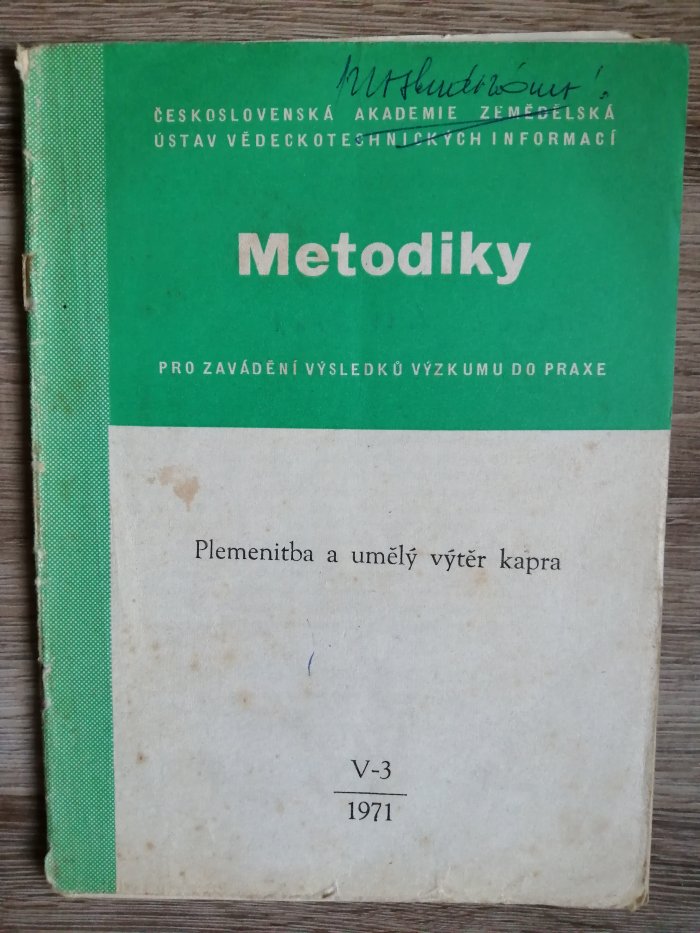 prostudováno!
ČESKOSLOVENSKÁ AKADEMIE ZEMĚDĚLSKÁ
ÚSTAV VĚDECKOTECHNICKÝCH INFORMACÍ
Metodiky
PRO ZAVÁDĚNÍ VÝSLEDKŮ VÝZKUMU DO PRAXE
Plemenitba a umělý výtěr kapra
V-3
1971